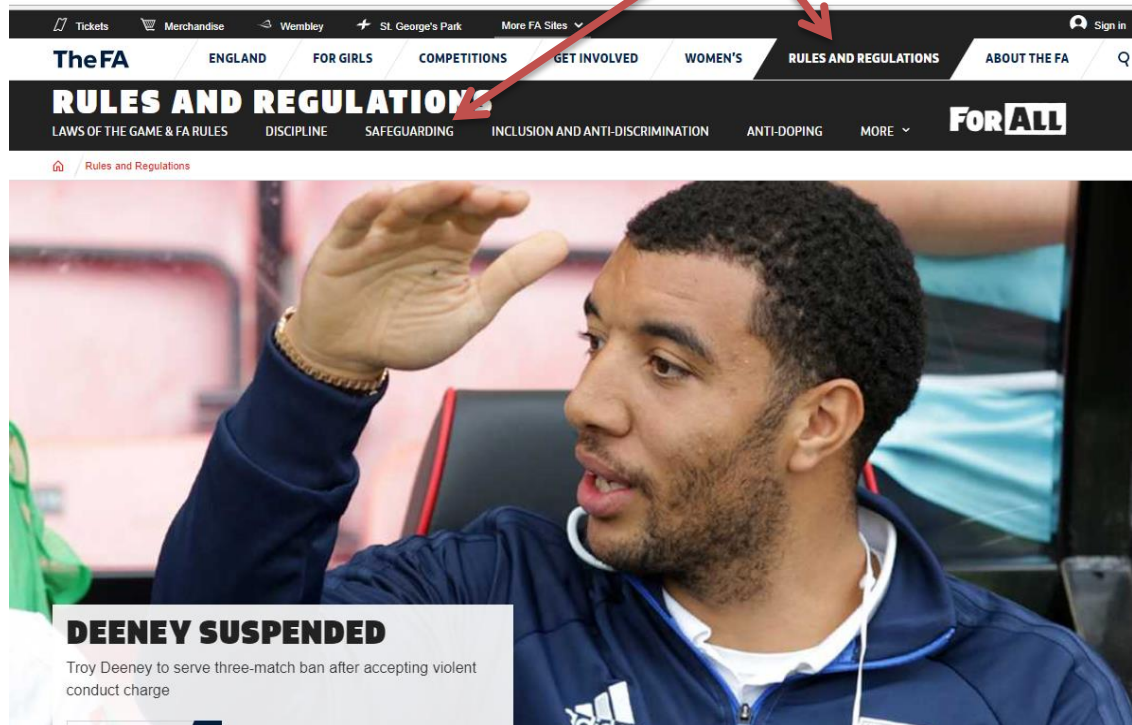 Tickets Merchandise Wembley St. George's Park More FA Sites Sign in
The FA ENGLAND FOR GIRLS COMPETITIONS GET INVOLVED WOMEN'S RULES AND REGULATIONS ABOUT THE FA
RULES AND REGULATIONS
LAWS OF THE GAME & FA RULES DISCIPLINE SAFEGUARDING INCLUSION AND ANTI-DISCRIMINATION ANTI-DOPING MORE FOR ALL
Rules and Regulations
DEENEY SUSPENDED
Troy Deeney to serve three-match ban after accepting violent
conduct charge